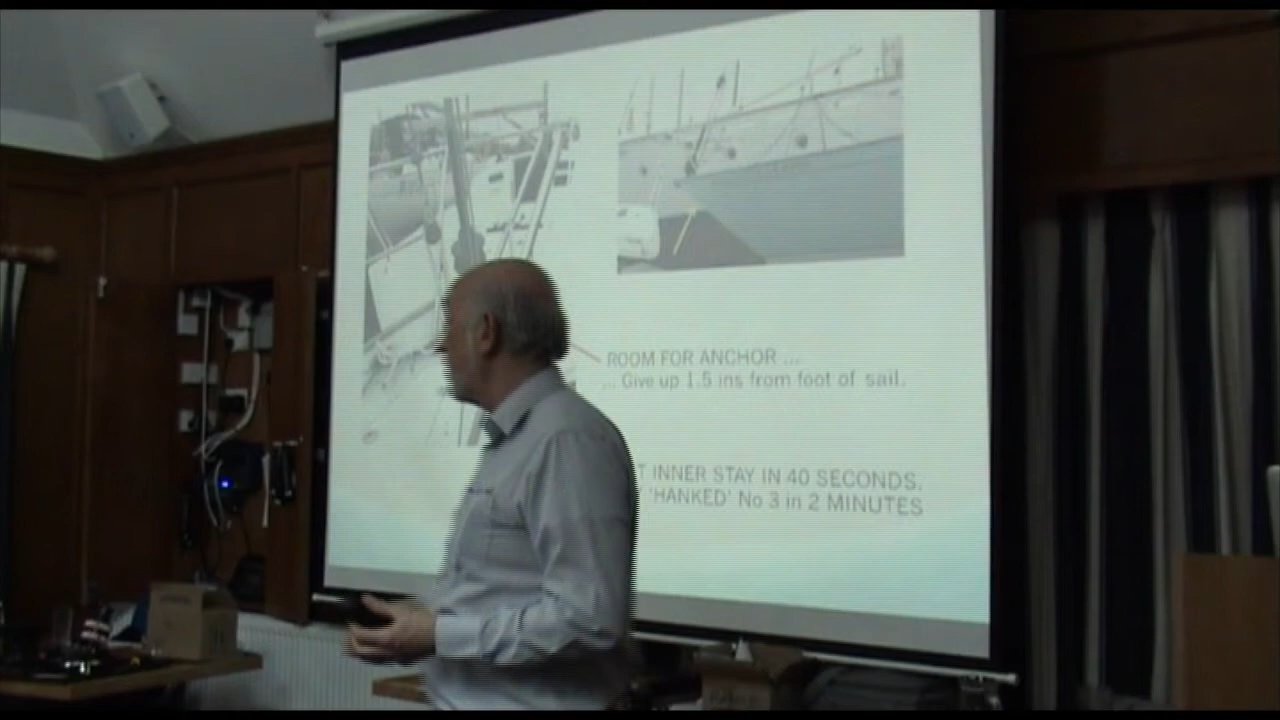 ROOM FOR ANCHOR ...
... Give up 1.5 ins from foot of sail.
T INNER STAY IN 40 SECONDS.
'HANKED' No 3 in 2 MINUTES